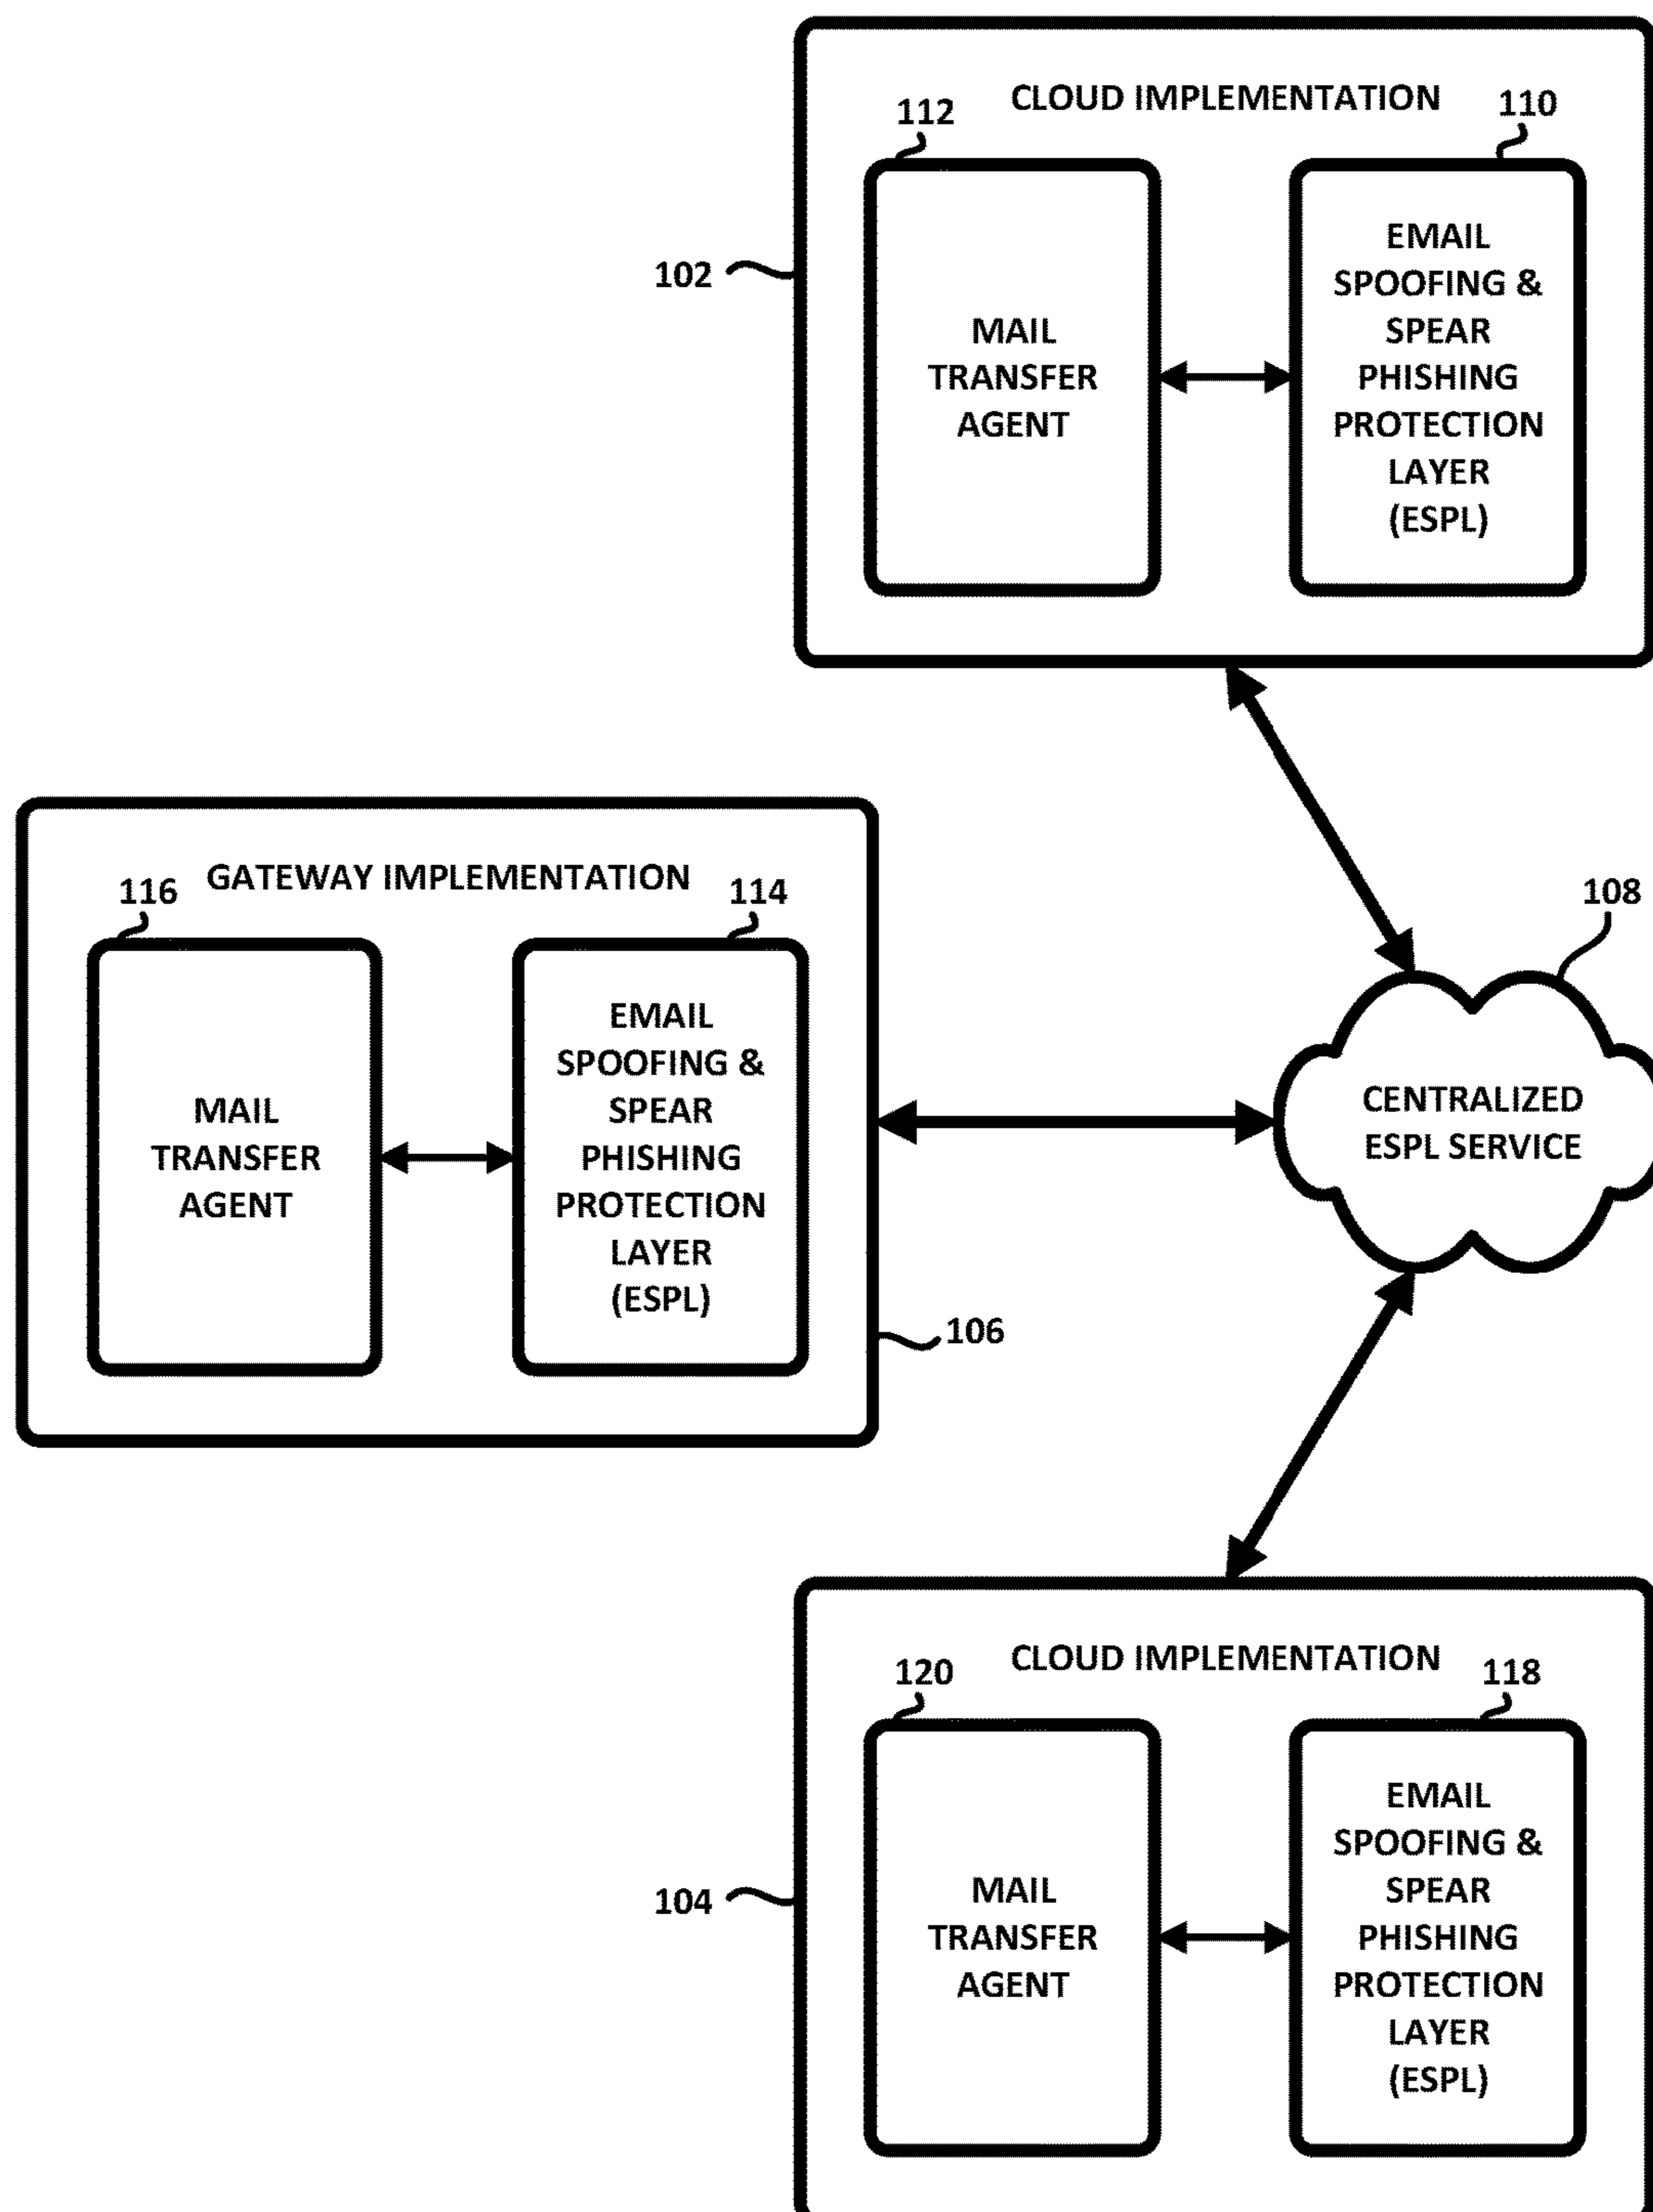 CLOUD IMPLEMENTATION
112
110
MAIL
TRANSFER
AGENT
EMAIL
SPOOFING &
SPEAR
PHISHING
PROTECTION
LAYER
(ESPL)
102
GATEWAY IMPLEMENTATION
116
114
MAIL
TRANSFER
AGENT
EMAIL
SPOOFING &
SPEAR
PHISHING
PROTECTION
LAYER
(ESPL)
106
108
CENTRALIZED
ESPL SERVICE
CLOUD IMPLEMENTATION
120
118
MAIL
TRANSFER
AGENT
EMAIL
SPOOFING &
SPEAR
PHISHING
PROTECTION
LAYER
(ESPL)
104